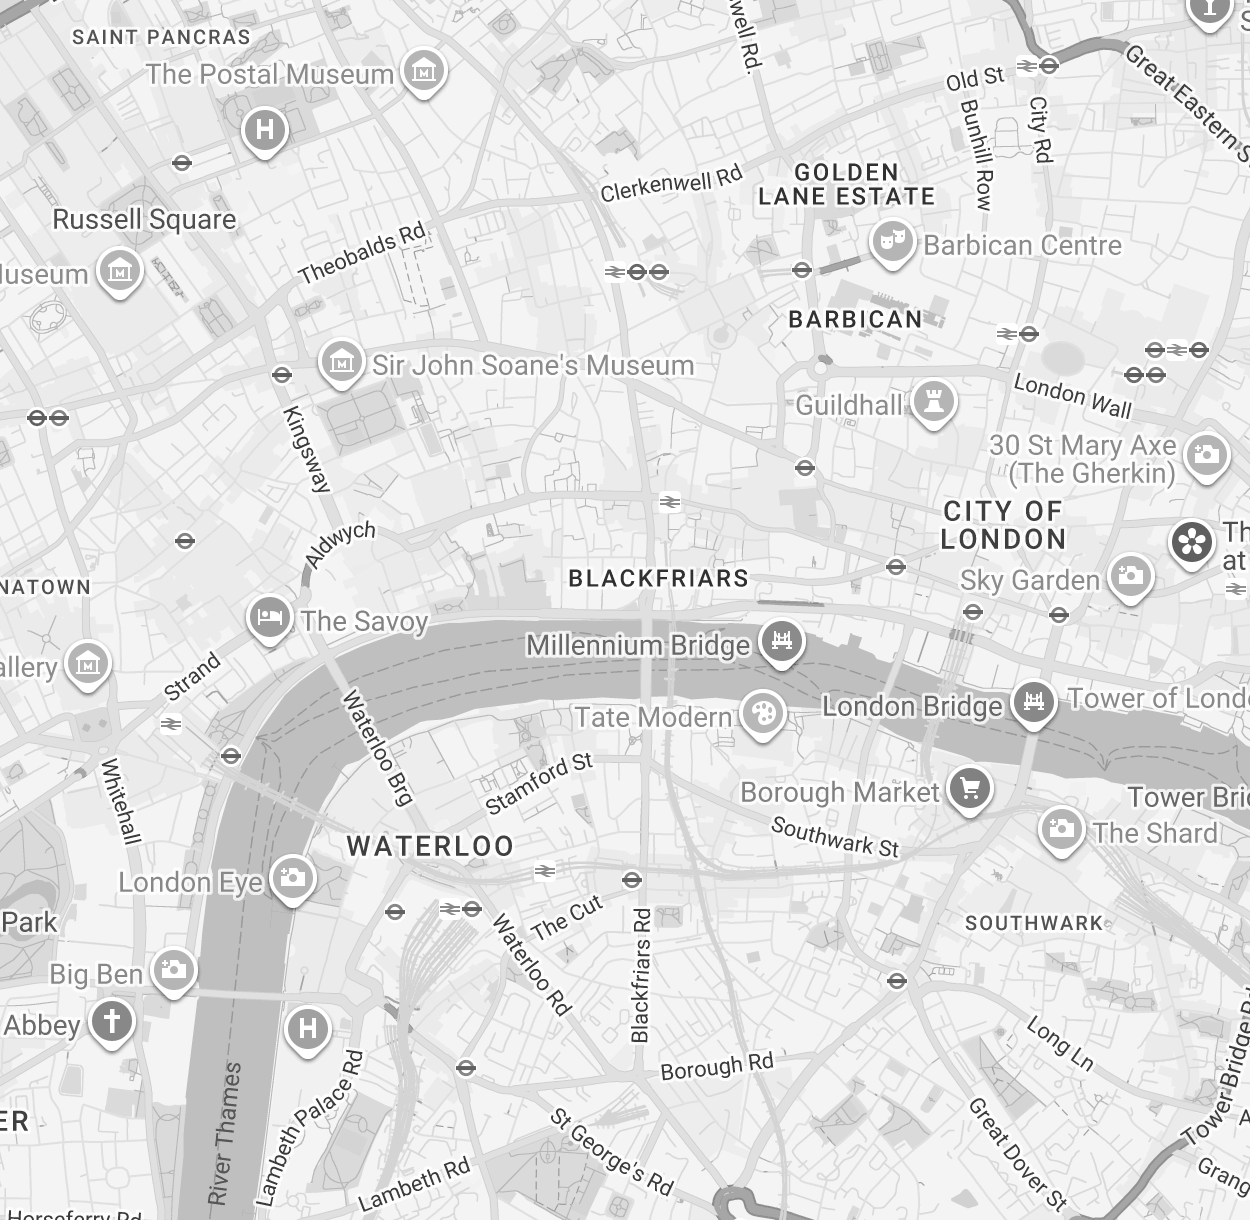 SAINT PANCRAS
The Postal Museum
H
Old St
Great Eastern S
City Rd
Bunhill Row
GOLDEN
LANE ESTATE
Clerkenwell Rd
Russell Square
Theobalds Rd
Barbican Centre
BARBICAN
Sir John Soane's Museum
London Wall
Guildhall
Kingsway
30 St Mary Axe
(The Gherkin)
CITY OF
LONDON
Aldwych
Th
at
BLACKFRIARS
Sky Garden
NATOWN
The Savoy
Millennium Bridge
Strand
London Bridge
Tower of Lond
Tate Modern
Waterloo Brg
Whitehall
Stamford St
Borough Market
Tower Brid
The Shard
Southwark St
WATERLOO
London Eye
Park
The Cut
SOUTHWARK
Waterloo Rd
Blackfriars Rd
Big Ben
Abbey
H
Long Ln
Borough Rd
Tower Bridge Rd
River Thames
Lambeth Palace Rd
St George's Rd
Great Dover St
Lambeth Rd
Grang
ER
Horseferry Rd